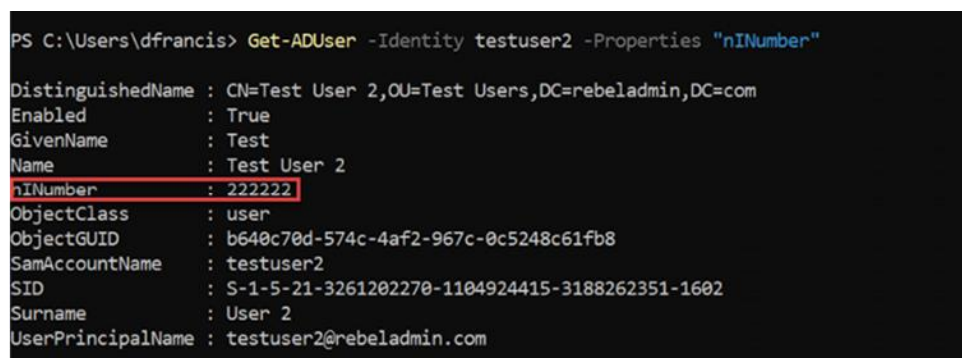 PS C:\Users\dfrancis> Get-ADUser -Identity testuser2 -Properties "nINumber"
DistinguishedName : CN=Test User 2,OU=Test Users,DC=rebeladmin,DC=com
Enabled : True
GivenName : Test
Name : Test User 2
nINumber : 222222
ObjectClass : user
ObjectGUID : b640c70d-574c-4af2-967c-0c5248c61fb8
SamAccountName : testuser2
SID : S-1-5-21-3261202270-1104924415-3188262351-1602
Surname : User 2
UserPrincipalName : testuser2@rebeladmin.com